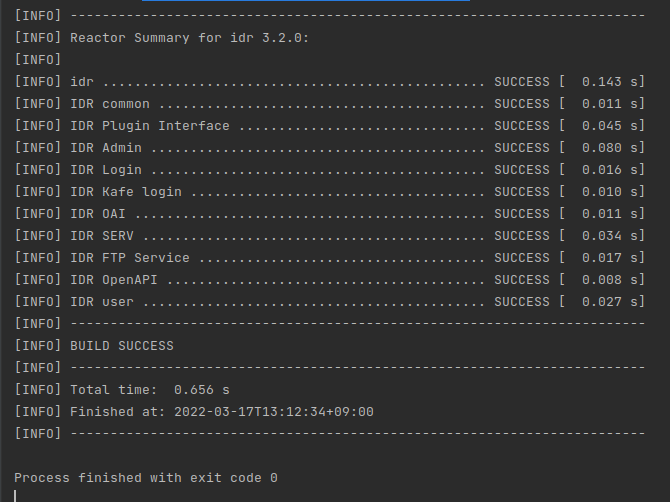 [INFO] ------------------------------------------------------------------------
[INFO] Reactor Summary for idr 3.2.0:
[INFO]
[INFO] idr ................................................ SUCCESS [  0.143 s]
[INFO] IDR common ......................................... SUCCESS [  0.011 s]
[INFO] IDR Plugin Interface ............................... SUCCESS [  0.045 s]
[INFO] IDR Admin .......................................... SUCCESS [  0.080 s]
[INFO] IDR Login .......................................... SUCCESS [  0.016 s]
[INFO] IDR Kafe login ..................................... SUCCESS [  0.010 s]
[INFO] IDR OAI ............................................ SUCCESS [  0.011 s]
[INFO] IDR SERV ........................................... SUCCESS [  0.034 s]
[INFO] IDR FTP Service .................................... SUCCESS [  0.017 s]
[INFO] IDR OpenAPI ........................................ SUCCESS [  0.008 s]
[INFO] IDR user ........................................... SUCCESS [  0.027 s]
[INFO] ------------------------------------------------------------------------
[INFO] BUILD SUCCESS
[INFO] ------------------------------------------------------------------------
[INFO] Total time:  0.656 s
[INFO] Finished at: 2022-03-17T13:12:34+09:00
[INFO] ------------------------------------------------------------------------
Process finished with exit code 0